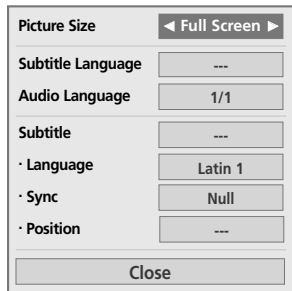 Picture Size ◀ Full Screen ▶
Subtitle Language ---
Audio Language 1/1
Subtitle ---
· Language Latin 1
· Sync Null
· Position ---
Close